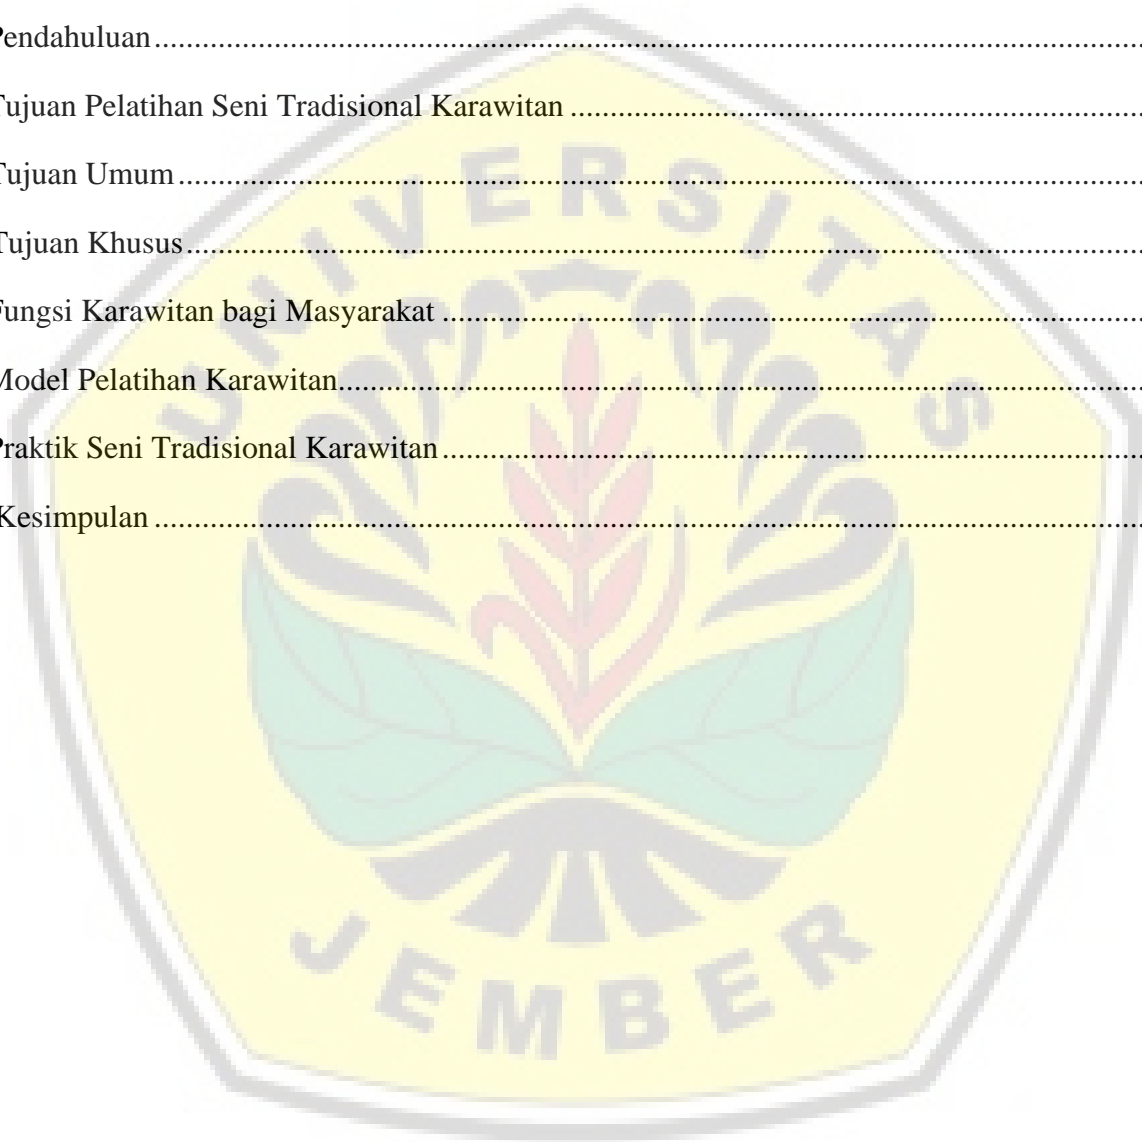 Pendahuluan........................................................................................................
Tujuan Pelatihan Seni Tradisional Karawitan ........................................................................
Tujuan Umum........................................................................................................
Tujuan Khusus........................................................................................................
Fungsi Karawitan bagi Masyarakat ........................................................................
Model Pelatihan Karawitan........................................................................
Praktik Seni Tradisional Karawitan........................................................................
Kesimpulan ........................................................................................................
UNIVERSITAS
JEMBER